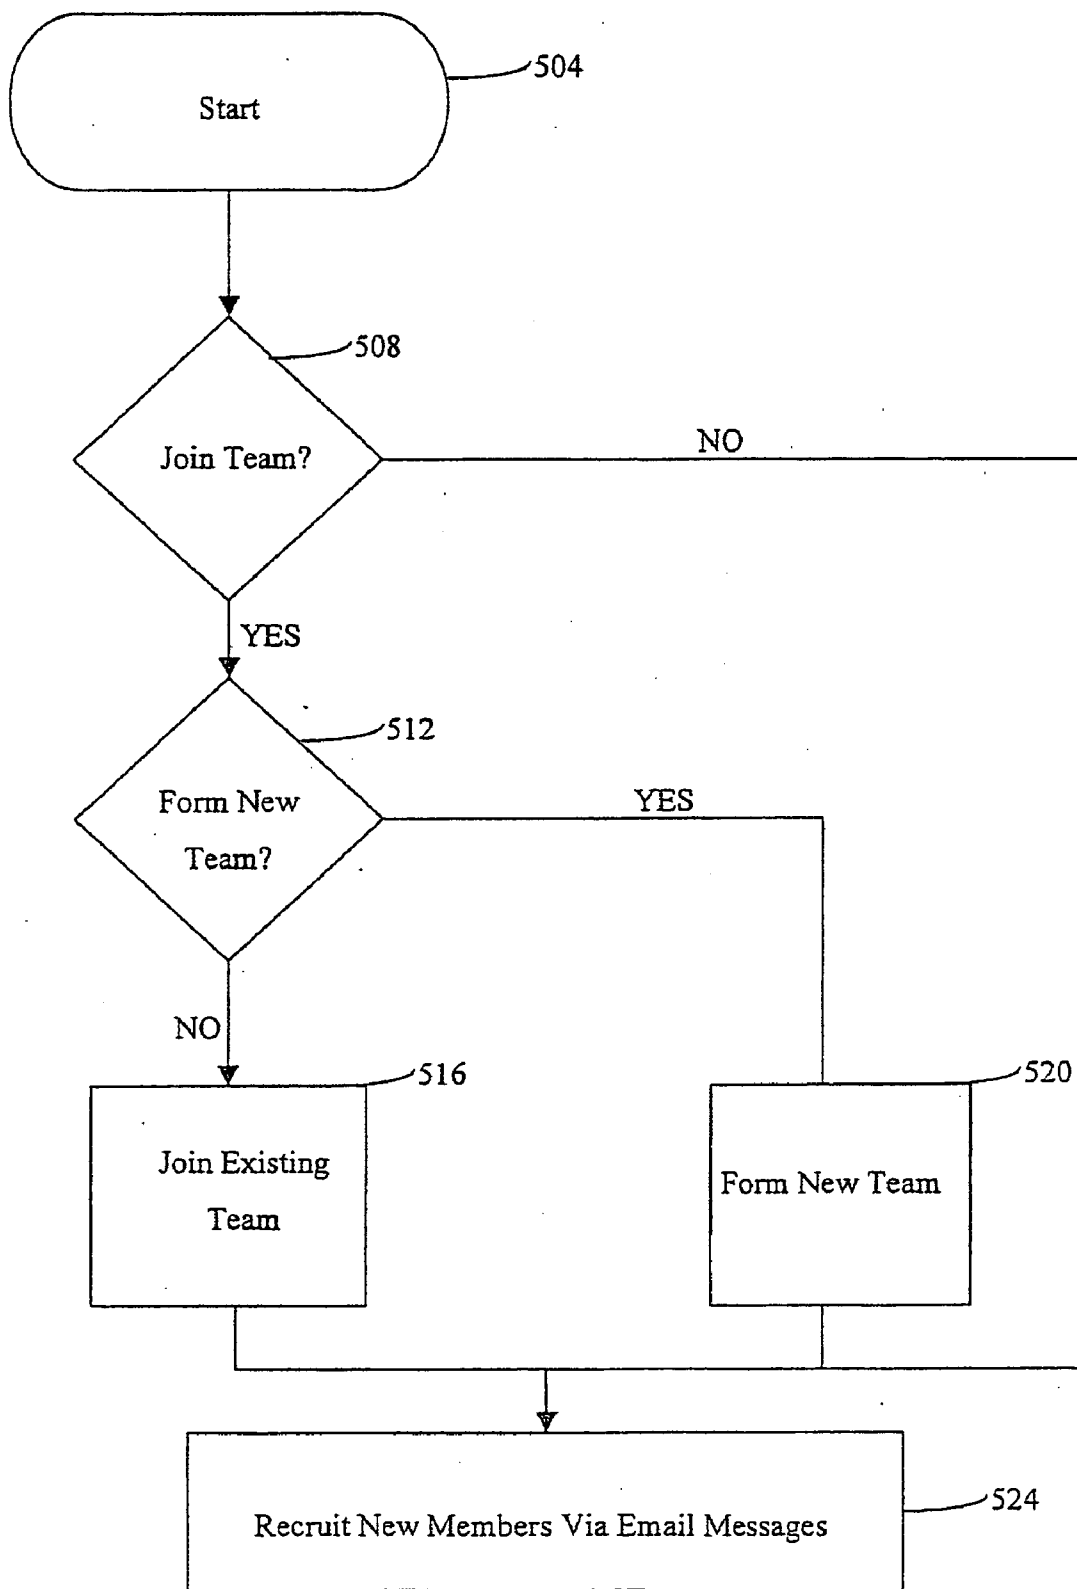 Start
504
508
Join Team?
NO
YES
512
Form New
Team?
YES
NO
516
520
Join Existing
Team
Form New Team
524
Recruit New Members Via Email Messages